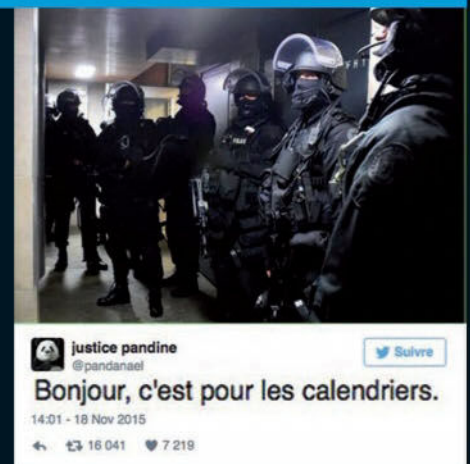 justice pandine
@pandanael
Suivre
Bonjour, c'est pour les calendriers.
14:01 - 18 Nov 2015
16 041 7 219